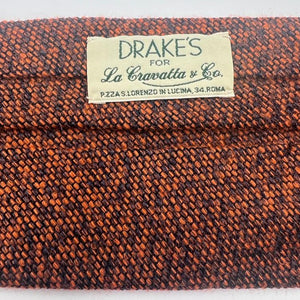 DRAKE'S
FOR
La Cravatta & Co.
P.ZZA S. LORENZO IN LUCINA, 34. ROMA